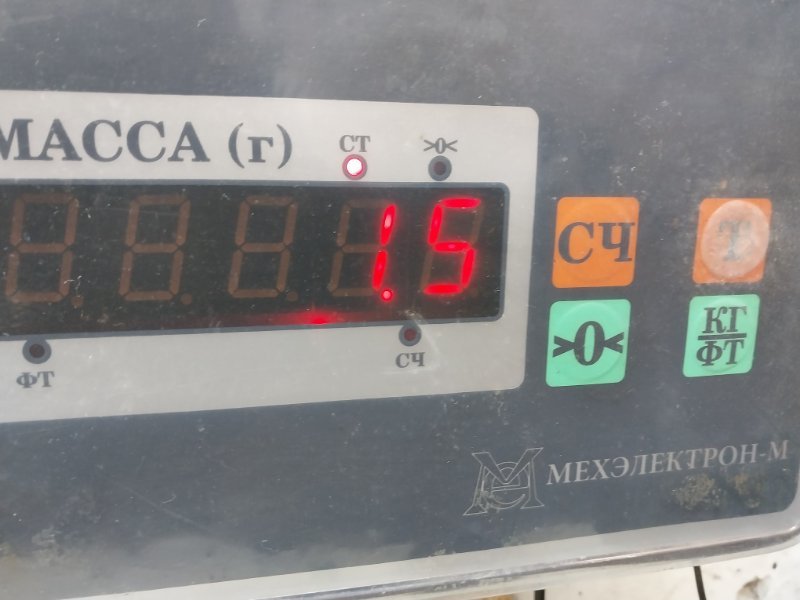 МАССА (г)
СТ
>0<
1.5
ФТ
СЧ
СЧ
Т
>0<
КГ
ФТ
МЕХЭЛЕКТРОН-М